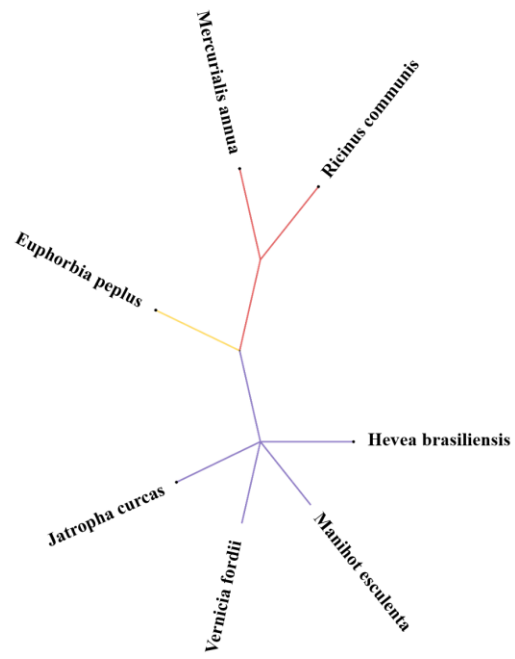 Mercurialis annua
Ricinus communis
Euphorbia peplus
Hevea brasiliensis
Jatropha curcas
Manihot esculenta
Vernicia fordii